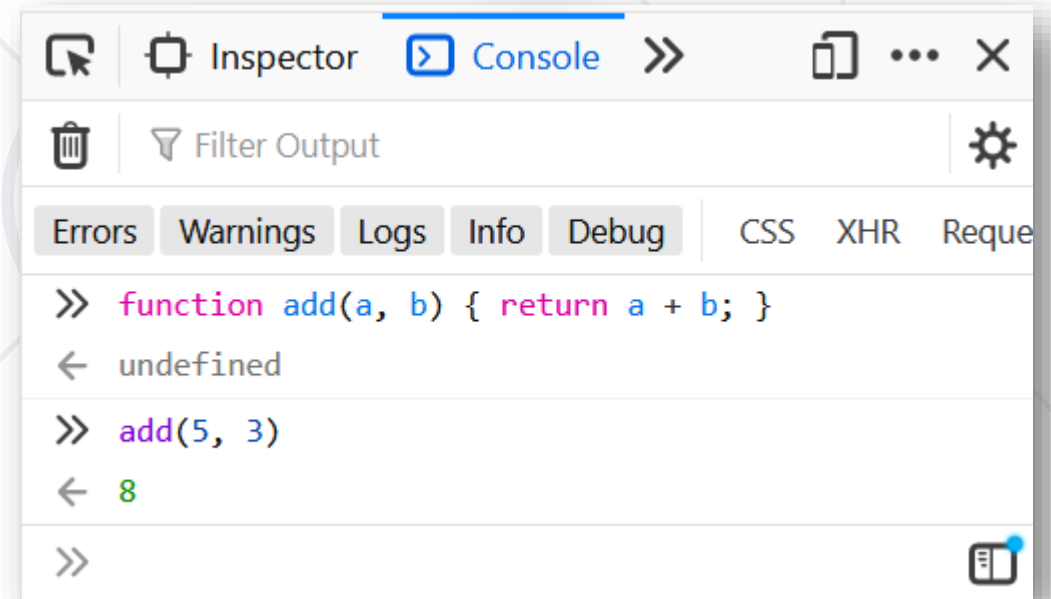 Inspector Console
Filter Output
Errors Warnings Logs Info Debug CSS XHR Reque
function add(a, b) { return a + b; }
undefined
add(5, 3)
8